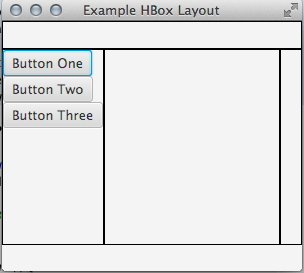 Example HBox Layout
Button One
Button Two
Button Three